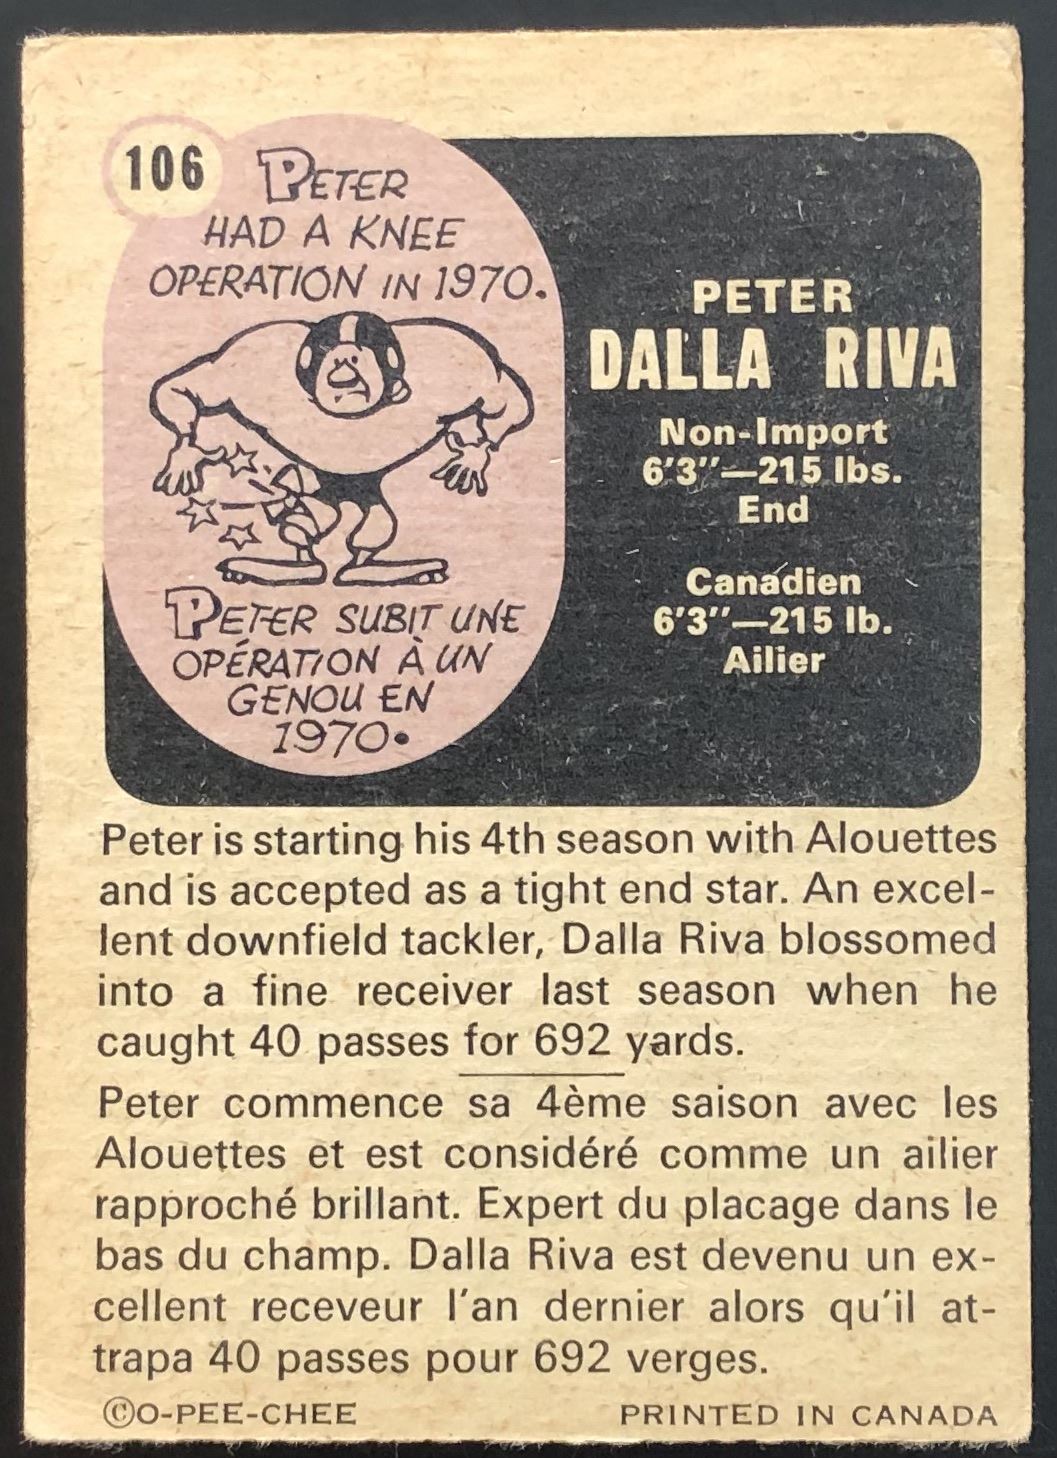 106
PETER
HAD A KNEE
OPERATION IN 1970.
PETER SUBIT UNE
OPÉRATION À UN
GENOU EN
1970.
PETER
DALLA RIVA
Non-Import
6'3"—215 lbs.
End
Canadien
6'3"—215 lb.
Ailier
Peter is starting his 4th season with Alouettes
and is accepted as a tight end star. An excel-
lent downfield tackler, Dalla Riva blossomed
into a fine receiver last season when he
caught 40 passes for 692 yards.
Peter commence sa 4ème saison avec les
Alouettes et est considéré comme un ailier
rapproché brillant. Expert du placage dans le
bas du champ. Dalla Riva est devenu un ex-
cellent receveur l'an dernier alors qu'il at-
trapa 40 passes pour 692 verges.
©O-PEE-CHEE
PRINTED IN CANADA